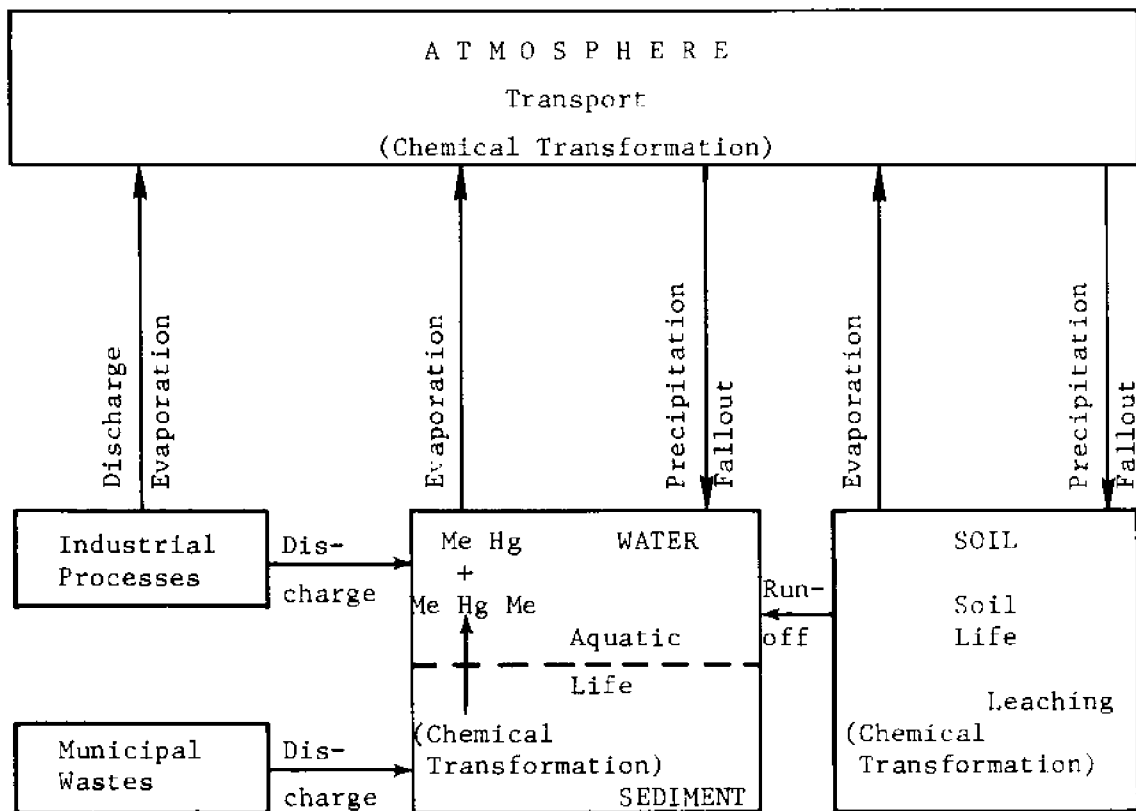 A T M O S P H E R E
Transport
(Chemical Transformation)
Discharge
Evaporation
Evaporation
Precipitation
Fallout
Evaporation
Precipitation
Fallout
Industrial
Processes
Dis-
charge
Me Hg
+
Me Hg Me
WATER
Aquatic
Life
(Chemical
Transformation)
SEDIMENT
Run-
off
SOIL
Soil
Life
Leaching
(Chemical
Transformation)
Municipal
Wastes
Dis-
charge